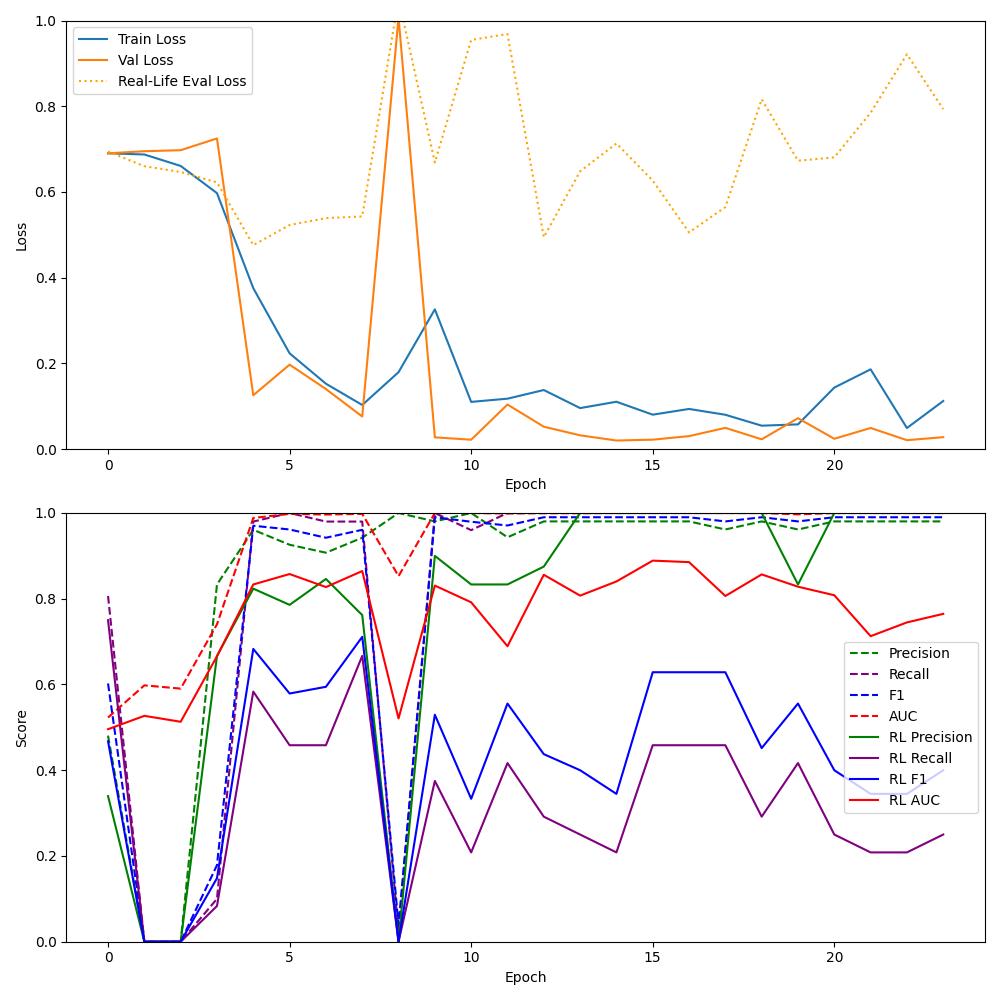 1.0
0.8
0.6
0.4
0.2
0.0
Loss
Train Loss
Val Loss
Real-Life Eval Loss
0 5 10 15 20
Epoch
1.0
0.8
0.6
0.4
0.2
0.0
Score
Precision
Recall
F1
AUC
RL Precision
RL Recall
RL F1
RL AUC
0 5 10 15 20
Epoch